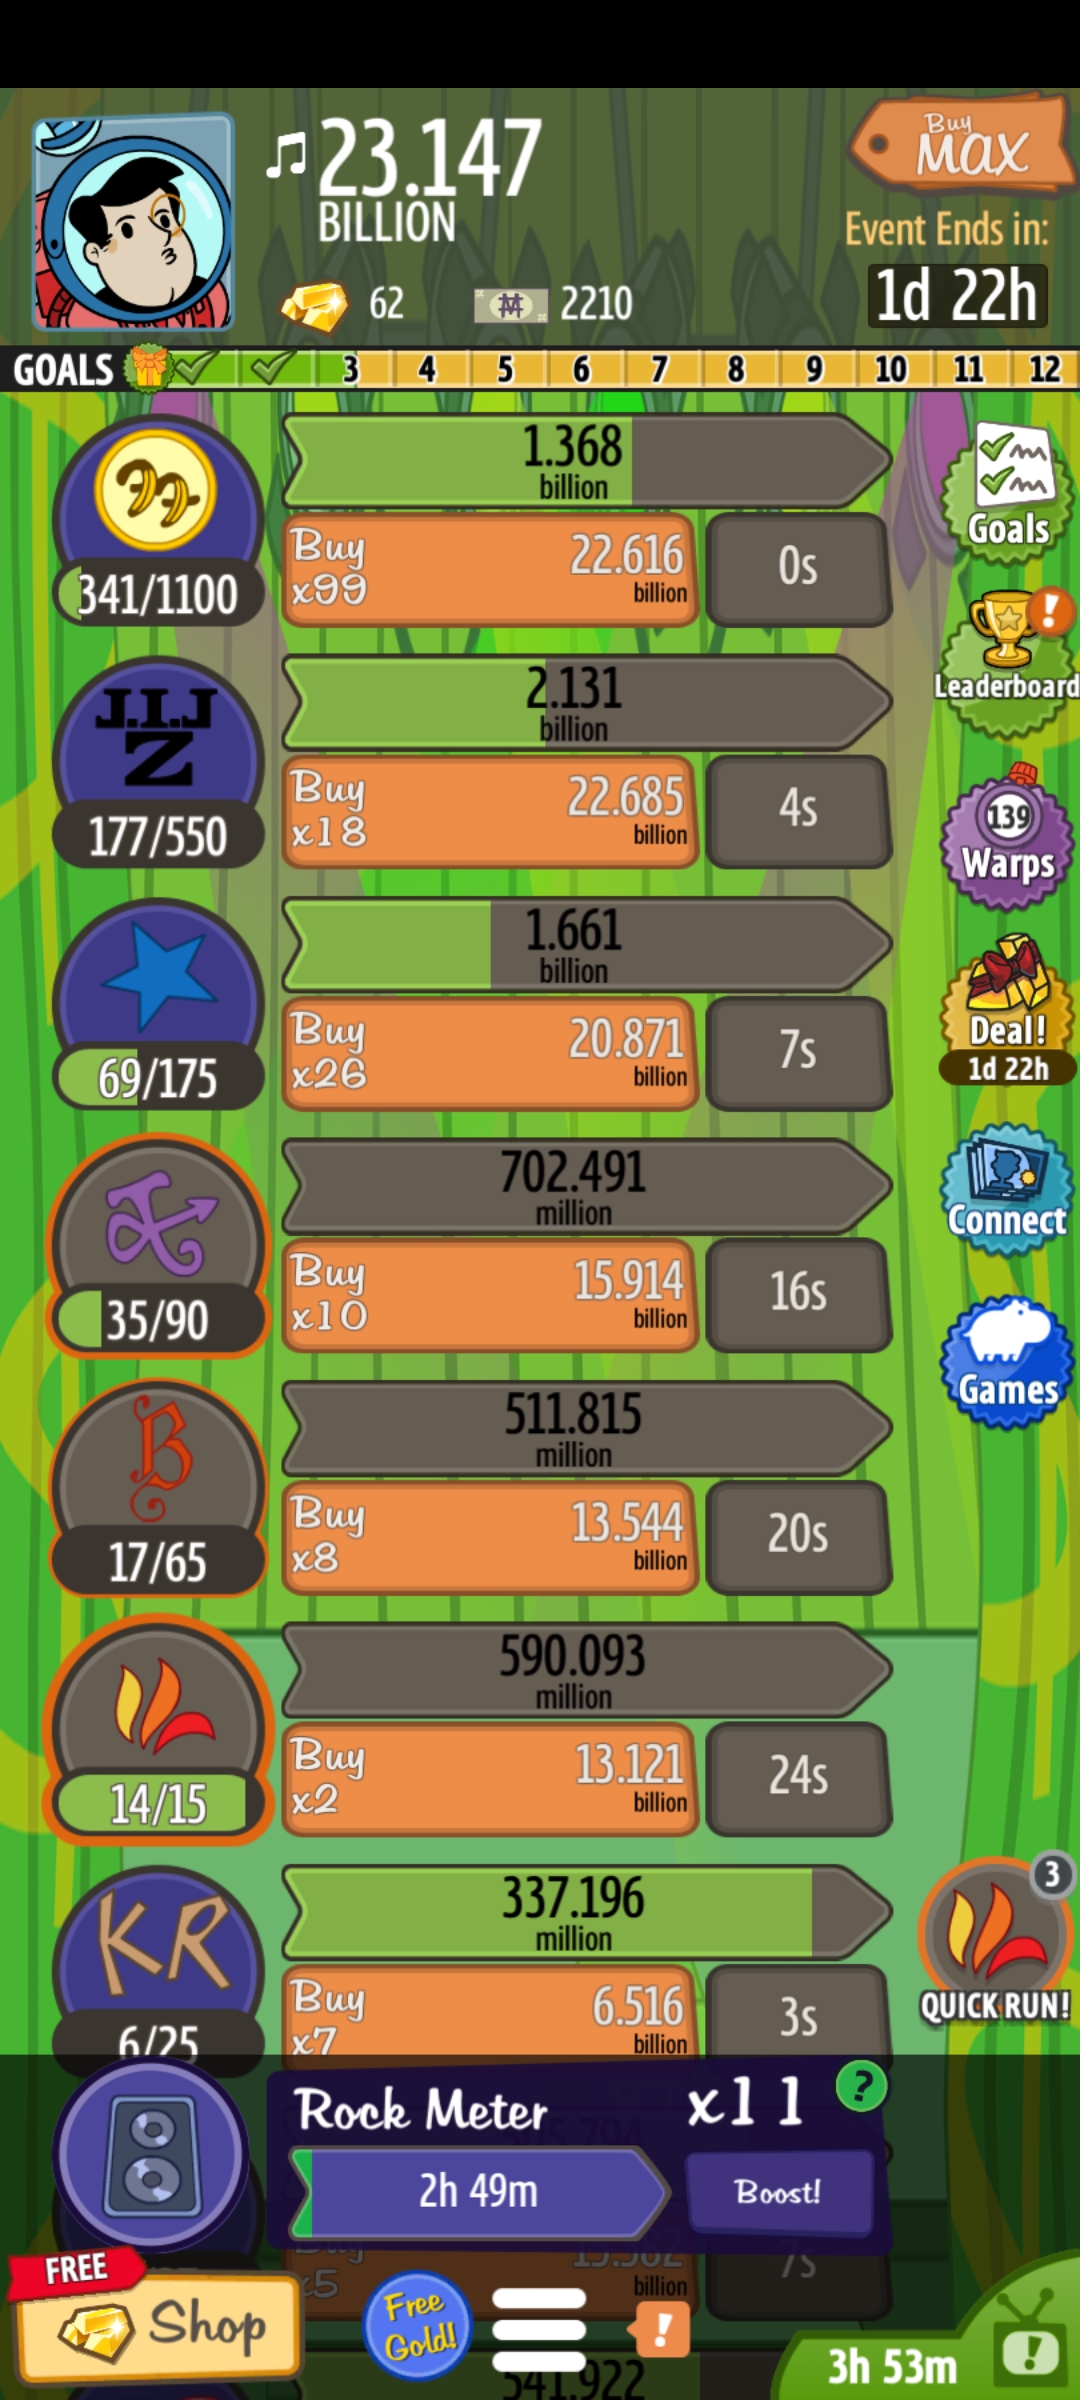 23.147
BILLION
Buy
MAX
Event Ends in:
1d 22h
62
2210
GOALS
3 4 5 6 7 8 9 10 11 12
1.368
billion
341/1100
Buy
x99
22.616
billion
0s
Goals
J.I.J
Z
2.131
billion
177/550
Buy
x18
22.685
billion
4s
Leaderboard
1.661
billion
69/175
Buy
x26
20.871
billion
7s
139
Warps
702.491
million
35/90
Buy
x10
15.914
billion
16s
Deal!
1d 22h
B
511.815
million
17/65
Buy
x8
13.544
billion
20s
Connect
590.093
million
14/15
Buy
x2
13.121
billion
24s
Games
KR
337.196
million
6/25
Buy
x7
6.516
billion
3s
3
QUICK RUN!
Rock Meter
x11
?
2h 49m
Boost!
Buy
x5
billion
7s
FREE
Shop
Free
Gold!
!
541.922
3h 53m
!